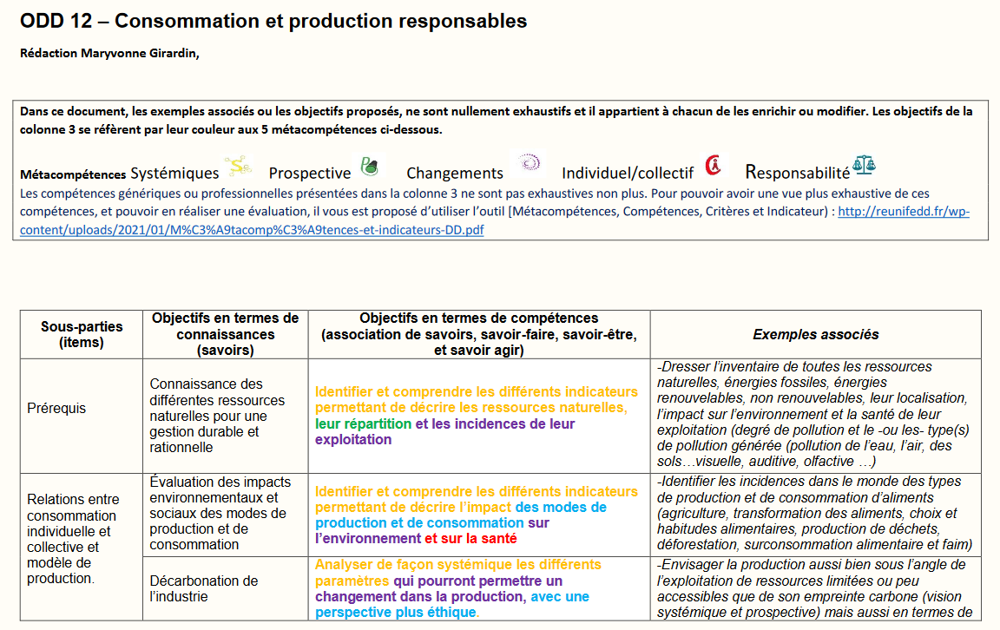 ODD 12 – Consommation et production responsables
Rédaction Maryvonne Girardin,
Dans ce document, les exemples associés ou les objectifs proposés, ne sont nullement exhaustifs et il appartient à chacun de les enrichir ou modifier. Les objectifs de la
colonne 3 se réfèrent par leur couleur aux 5 métacompétences ci-dessous.
Métacompétences Systémiques Prospective Changements Individuel/collectif Responsabilité
Les compétences génériques ou professionnelles présentées dans la colonne 3 ne sont pas exhaustives non plus. Pour pouvoir avoir une vue plus exhaustive de ces
compétences, et pouvoir en réaliser une évaluation, il vous est proposé d’utiliser l’outil [Métacompétences, Compétences, Critères et Indicateur) : http://reunifedd.fr/wp-
content/uploads/2021/01/M%C3%A9tacomp%C3%A9tences-et-indicateurs-DD.pdf
Sous-parties
(items)
Objectifs en termes de
connaissances
(savoirs)
Objectifs en termes de compétences
(association de savoirs, savoir-faire, savoir-être,
et savoir agir)
Exemples associés
Prérequis
Connaissance des
différentes ressources
naturelles pour une
gestion durable et
rationnelle
Identifier et comprendre les différents indicateurs
permettant de décrire les ressources naturelles,
leur répartition et les incidences de leur
exploitation
-Dresser l’inventaire de toutes les ressources
naturelles, énergies fossiles, énergies
renouvelables, non renouvelables, leur localisation,
l’impact sur l’environnement et la santé de leur
exploitation (degré de pollution et le -ou les- type(s)
de pollution générée (pollution de l’eau, l’air, des
sols…visuelle, auditive, olfactive …)
Relations entre
consommation
individuelle et
collective et
modèle de
production.
Évaluation des impacts
environnementaux et
sociaux des modes de
production et de
consommation
Identifier et comprendre les différents indicateurs
permettant de décrire l’impact des modes de
production et de consommation sur
l’environnement et sur la santé
-Identifier les incidences dans le monde des types
de production et de consommation d’aliments
(agriculture, transformation des aliments, choix et
habitudes alimentaires, production de déchets,
déforestation, surconsommation alimentaire et faim)
Décarbonation de
l’industrie
Analyser de façon systémique les différents
paramètres qui pourront permettre un
changement dans la production, avec une
perspective plus éthique.
-Envisager la production aussi bien sous l’angle de
l’exploitation de ressources limitées ou peu
accessibles que de son empreinte carbone (vision
systémique et prospective) mais aussi en termes de